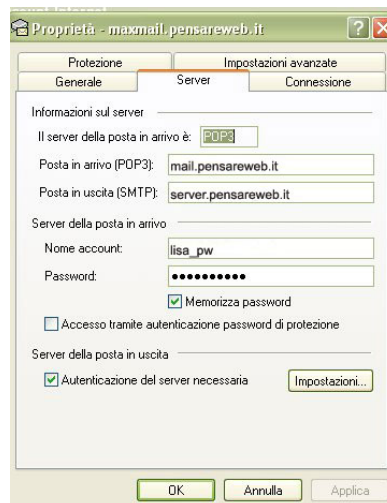 Proprietà - maxmail.pensareweb.it
Protezione
Impostazioni avanzate
Generale
Server
Connessione
Informazioni sul server
Il server della posta in arrivo è: POP3
Posta in arrivo (POP3): mail.pensareweb.it
Posta in uscita (SMTP): server.pensareweb.it
Server della posta in arrivo
Nome account: lisa_pw
Password: ••••••••••
Memorizza password
Accesso tramite autenticazione password di protezione
Server della posta in uscita
Autenticazione del server necessaria Impostazioni...
OK Annulla Applica